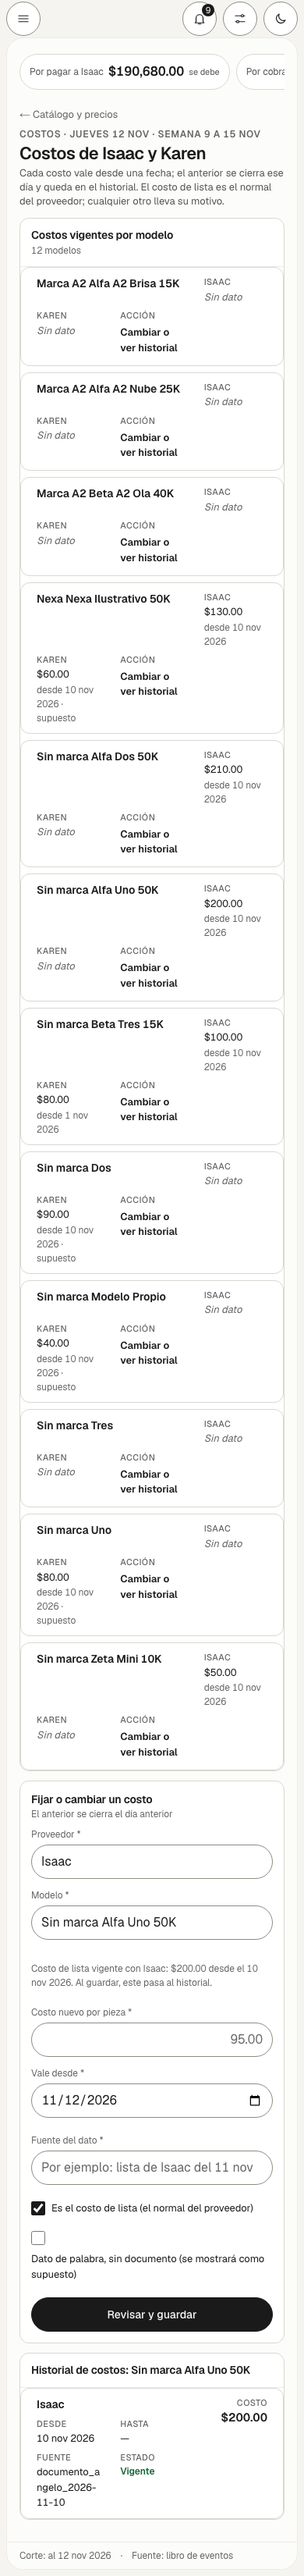 9
Por pagar a Isaac $190,680.00 se debe
Por cobra
← Catálogo y precios
COSTOS · JUEVES 12 NOV · SEMANA 9 A 15 NOV
Costos de Isaac y Karen
Cada costo vale desde una fecha; el anterior se cierra ese
día y queda en el historial. El costo de lista es el normal
del proveedor; cualquier otro lleva su motivo.
Costos vigentes por modelo
12 modelos
Marca A2 Alfa A2 Brisa 15K
ISAAC
Sin dato
KAREN
Sin dato
ACCIÓN
Cambiar o
ver historial
Marca A2 Alfa A2 Nube 25K
ISAAC
Sin dato
KAREN
Sin dato
ACCIÓN
Cambiar o
ver historial
Marca A2 Beta A2 Ola 40K
ISAAC
Sin dato
KAREN
Sin dato
ACCIÓN
Cambiar o
ver historial
Nexa Nexa Ilustrativo 50K
ISAAC
$130.00
desde 10 nov
2026
KAREN
$60.00
desde 10 nov
2026 ·
supuesto
ACCIÓN
Cambiar o
ver historial
Sin marca Alfa Dos 50K
ISAAC
$210.00
desde 10 nov
2026
KAREN
Sin dato
ACCIÓN
Cambiar o
ver historial
Sin marca Alfa Uno 50K
ISAAC
$200.00
desde 10 nov
2026
KAREN
Sin dato
ACCIÓN
Cambiar o
ver historial
Sin marca Beta Tres 15K
ISAAC
$100.00
desde 10 nov
2026
KAREN
$80.00
desde 1 nov
2026
ACCIÓN
Cambiar o
ver historial
Sin marca Dos
ISAAC
Sin dato
KAREN
$90.00
desde 10 nov
2026 ·
supuesto
ACCIÓN
Cambiar o
ver historial
Sin marca Modelo Propio
ISAAC
Sin dato
KAREN
$40.00
desde 10 nov
2026 ·
supuesto
ACCIÓN
Cambiar o
ver historial
Sin marca Tres
ISAAC
Sin dato
KAREN
Sin dato
ACCIÓN
Cambiar o
ver historial
Sin marca Uno
ISAAC
Sin dato
KAREN
$80.00
desde 10 nov
2026 ·
supuesto
ACCIÓN
Cambiar o
ver historial
Sin marca Zeta Mini 10K
ISAAC
$50.00
desde 10 nov
2026
KAREN
Sin dato
ACCIÓN
Cambiar o
ver historial
Fijar o cambiar un costo
El anterior se cierra el día anterior
Proveedor *
Isaac
Modelo *
Sin marca Alfa Uno 50K
Costo de lista vigente con Isaac: $200.00 desde el 10
nov 2026. Al guardar, este pasa al historial.
Costo nuevo por pieza *
95.00
Vale desde *
11/12/2026
Fuente del dato *
Por ejemplo: lista de Isaac del 11 nov
Es el costo de lista (el normal del proveedor)
Dato de palabra, sin documento (se mostrará como
supuesto)
Revisar y guardar
Historial de costos: Sin marca Alfa Uno 50K
Isaac
COSTO
$200.00
DESDE
10 nov 2026
HASTA
—
FUENTE
documento_a
ngelo_2026-
11-10
ESTADO
Vigente
Corte: al 12 nov 2026 · Fuente: libro de eventos